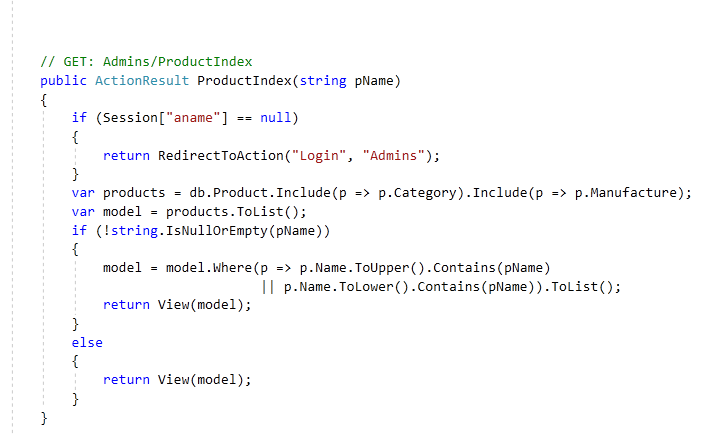 // GET: Admins/ProductIndex
public ActionResult ProductIndex(string pName)
{
if (Session["aname"] == null)
{
return RedirectToAction("Login", "Admins");
}
var products = db.Product.Include(p => p.Category).Include(p => p.Manufacture);
var model = products.ToList();
if (!string.IsNullOrEmpty(pName))
{
model = model.Where(p => p.Name.ToUpper().Contains(pName)
|| p.Name.ToLower().Contains(pName)).ToList();
return View(model);
}
else
{
return View(model);
}
}